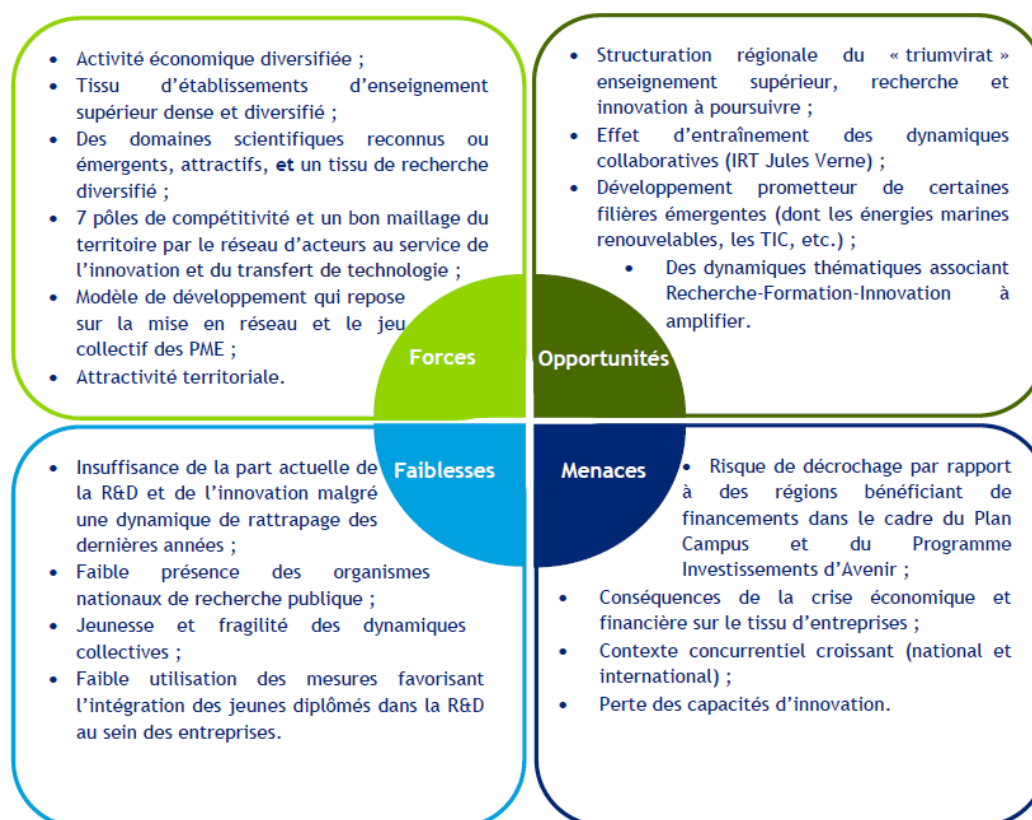 • Activité économique diversifiée ;
• Tissu d’établissements d’enseignement
supérieur dense et diversifié ;
• Des domaines scientifiques reconnus ou
émergents, attractifs, et un tissu de recherche
diversifié ;
• 7 pôles de compétitivité et un bon maillage du
territoire par le réseau d’acteurs au service de
l’innovation et du transfert de technologie ;
• Modèle de développement qui repose
sur la mise en réseau et le jeu
collectif des PME ;
• Attractivité territoriale.
Forces
• Structuration régionale du « triumvirat »
enseignement supérieur, recherche et
innovation à poursuivre ;
• Effet d’entraînement des dynamiques
collaboratives (IRT Jules Verne) ;
• Développement prometteur de certaines
filières émergentes (dont les énergies marines
renouvelables, les TIC, etc.) ;
• Des dynamiques thématiques associant
Recherche-Formation-Innovation à
amplifier.
Opportunités
• Insuffisance de la part actuelle de
la R&D et de l’innovation malgré
une dynamique de rattrapage des
dernières années ;
• Faible présence des organismes
nationaux de recherche publique ;
• Jeunesse et fragilité des dynamiques
collectives ;
• Faible utilisation des mesures favorisant
l’intégration des jeunes diplômés dans la R&D
au sein des entreprises.
Faiblesses
Menaces
• Risque de décrochage par rapport
à des régions bénéficiant de
financements dans le cadre du Plan
Campus et du Programme
Investissements d’Avenir ;
• Conséquences de la crise économique et
financière sur le tissu d’entreprises ;
• Contexte concurrentiel croissant (national et
international) ;
• Perte des capacités d’innovation.